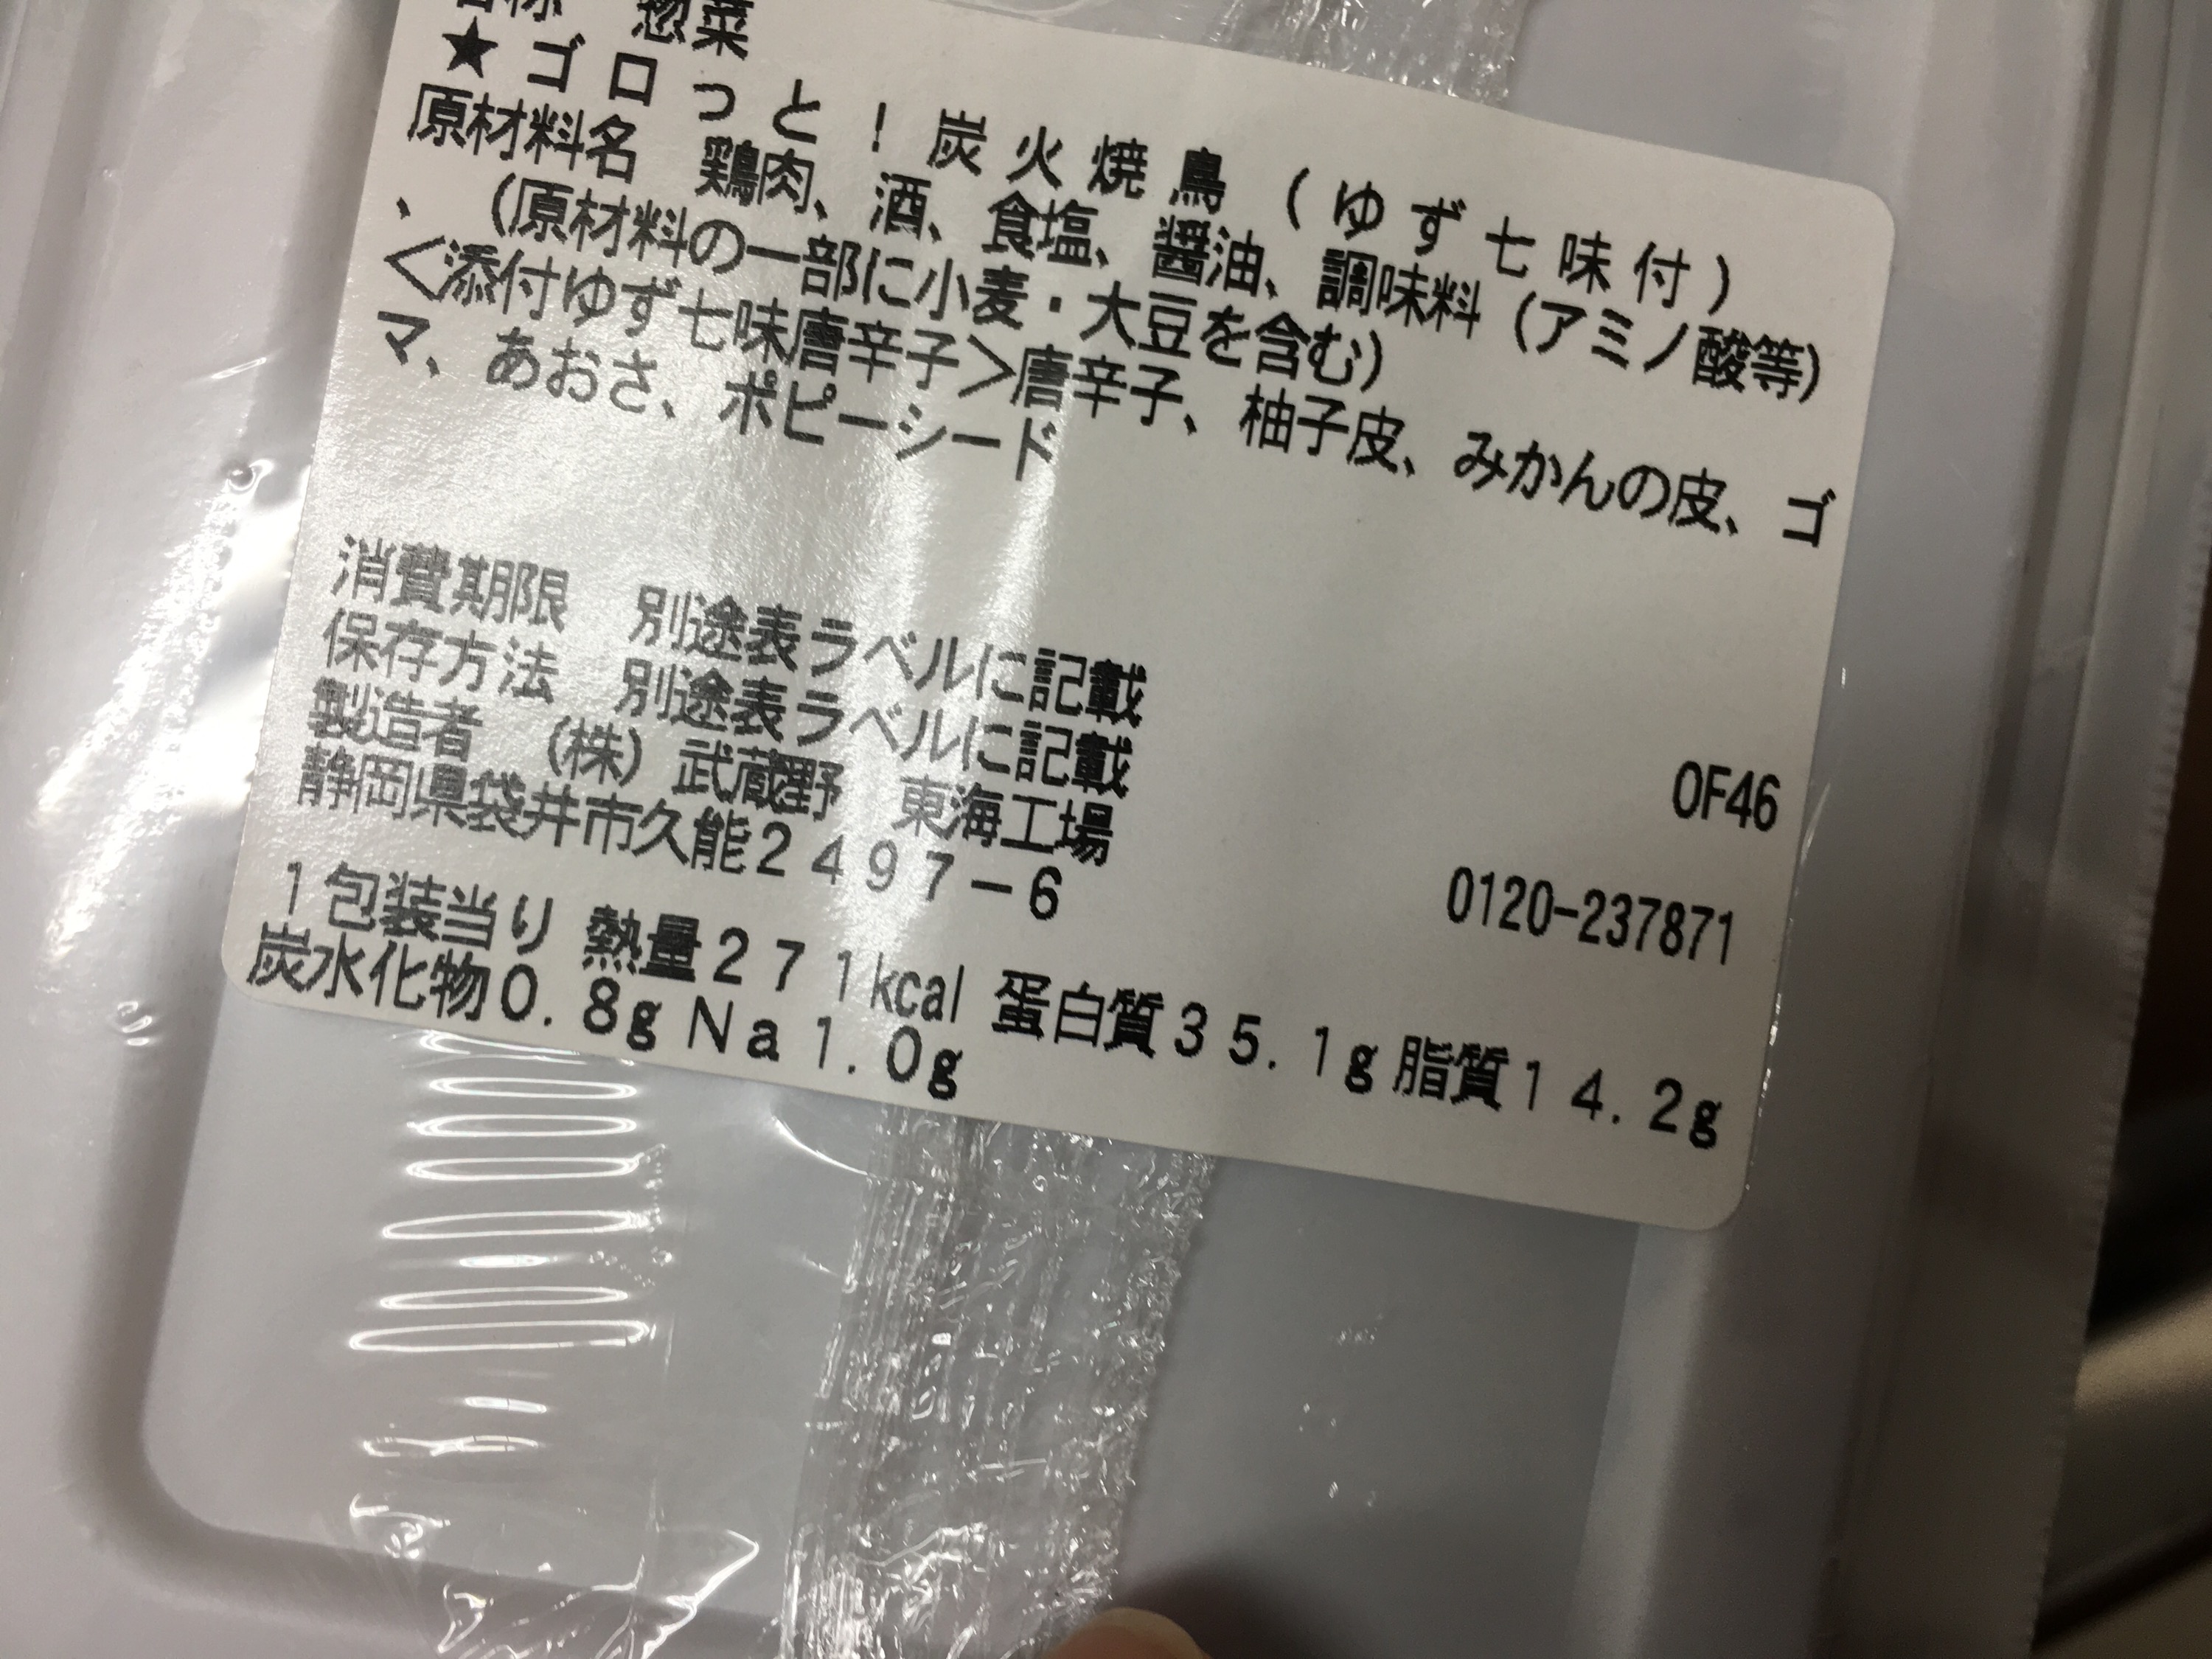 名称　惣菜
★ゴロっと！炭火焼鳥（ゆず七味付）
原材料名　鶏肉、酒、食塩、醤油、調味料（アミノ酸等）
、（原材料の一部に小麦・大豆を含む）
＜添付ゆず七味唐辛子＞唐辛子、柚子皮、みかんの皮、ゴ
マ、あおさ、ポピーシード
消費期限　別途表ラベルに記載
保存方法　別途表ラベルに記載
製造者　（株）武蔵野　東海工場　OF46
静岡県袋井市久能２４９７－６　0120-237871
１包装当り 熱量２７１kcal 蛋白質３５．１g 脂質１４．２g
炭水化物０．８g Ｎａ１．０g